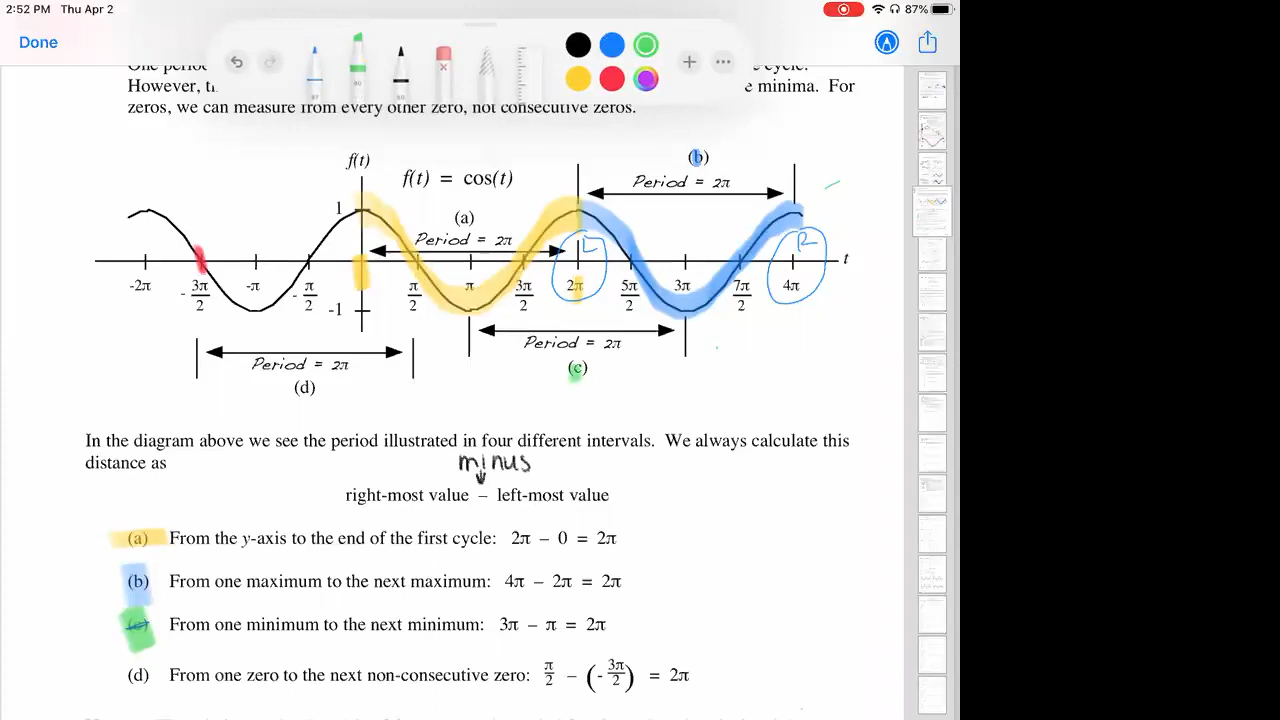 2:52 PM Thu Apr 2 87%
Done
One period cycle.
However, e minima. For
zeros, we can measure from every other zero, not consecutive zeros.
f(t) (b)
f(t) = cos(t) Period = 2π
1 (a)
Period = 2π L R
t
-2π - 3π/2 -π - π/2 π/2 π 3π/2 2π 5π/2 3π 7π/2 4π
-1
Period = 2π
Period = 2π (c)
(d)
In the diagram above we see the period illustrated in four different intervals. We always calculate this
distance as
minus
right-most value – left-most value
(a) From the y-axis to the end of the first cycle: 2π – 0 = 2π
(b) From one maximum to the next maximum: 4π – 2π = 2π
(c) From one minimum to the next minimum: 3π – π = 2π
(d) From one zero to the next non-consecutive zero: π/2 – (- 3π/2) = 2π